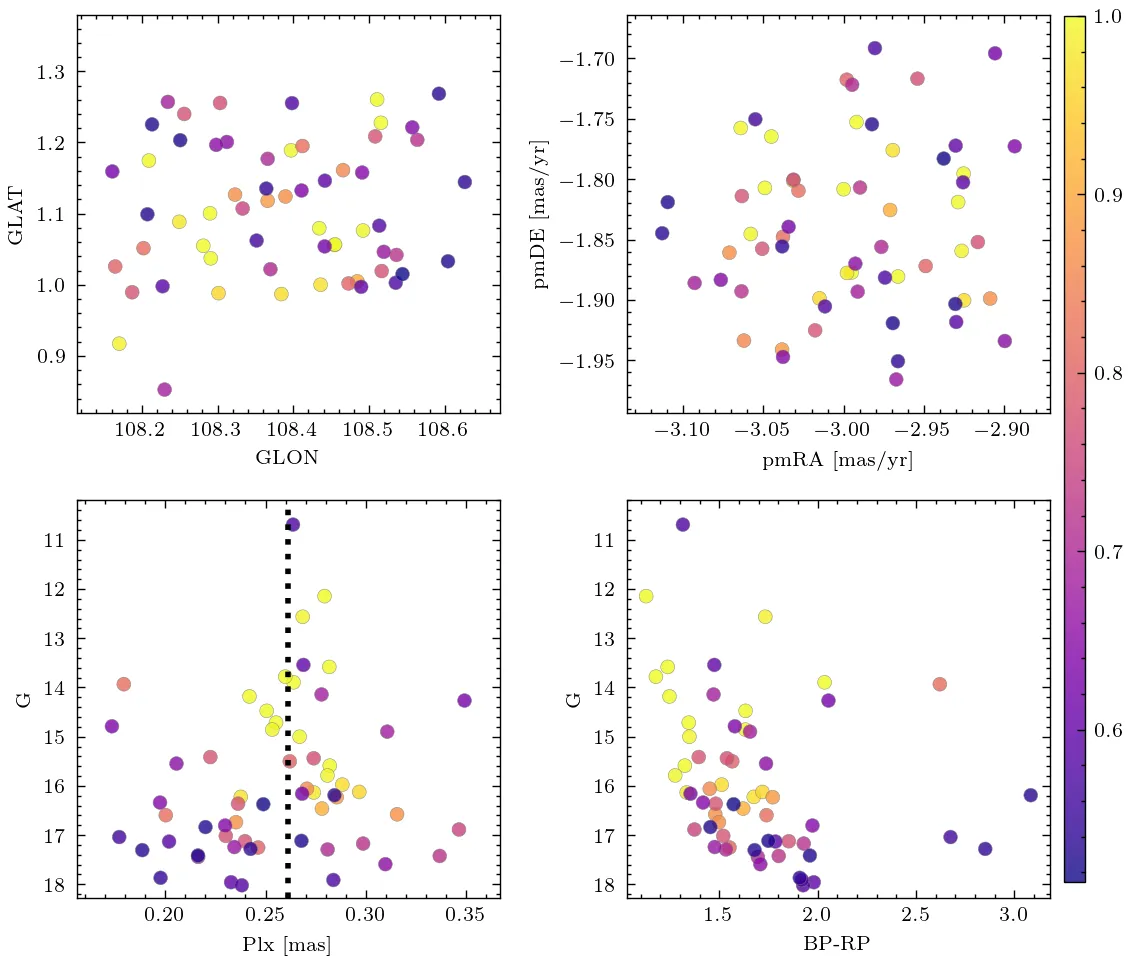 1.3
1.2
1.1
1.0
0.9
GLAT
108.2 108.3 108.4 108.5 108.6
GLON
−1.70
−1.75
−1.80
−1.85
−1.90
−1.95
pmDE [mas/yr]
−3.10 −3.05 −3.00 −2.95 −2.90
pmRA [mas/yr]
1.0
0.9
0.8
0.7
0.6
11
12
13
14
15
16
17
18
G
0.20 0.25 0.30 0.35
Plx [mas]
11
12
13
14
15
16
17
18
G
1.5 2.0 2.5 3.0
BP-RP